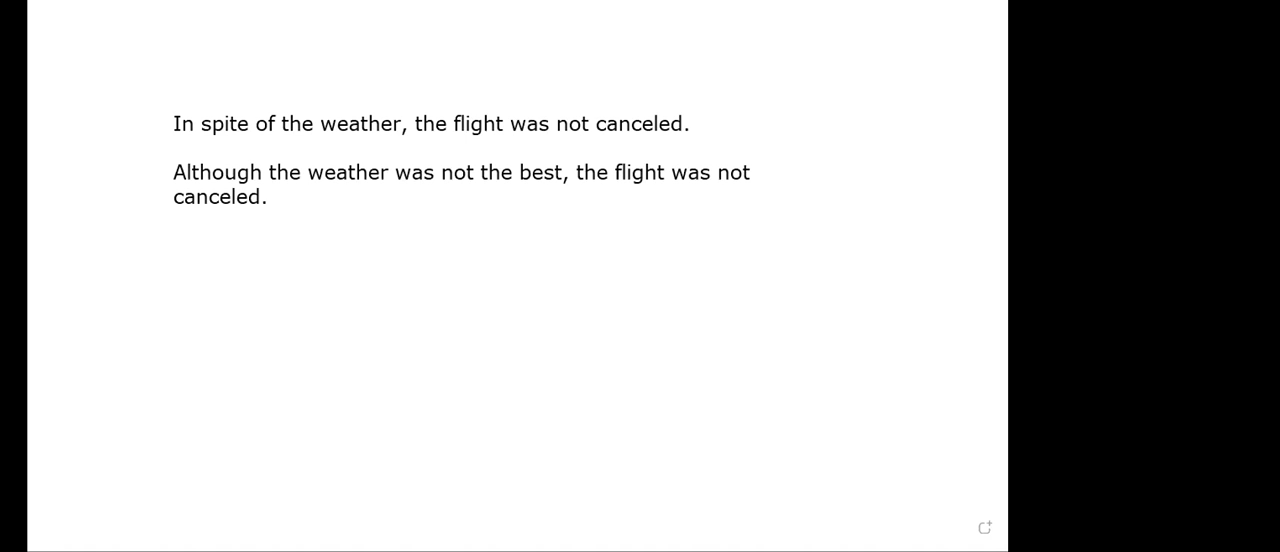 In spite of the weather, the flight was not canceled.
Although the weather was not the best, the flight was not
canceled.